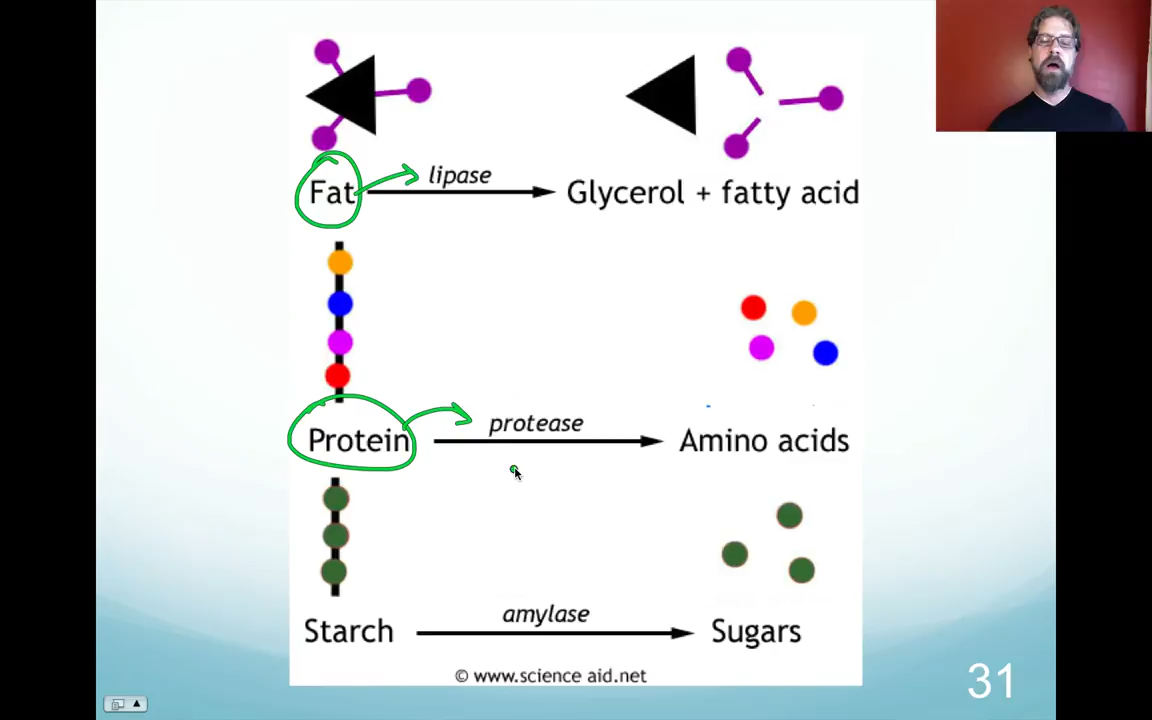 Fat
lipase
Glycerol + fatty acid
Protein
protease
Amino acids
Starch
amylase
Sugars
© www.science aid.net
31